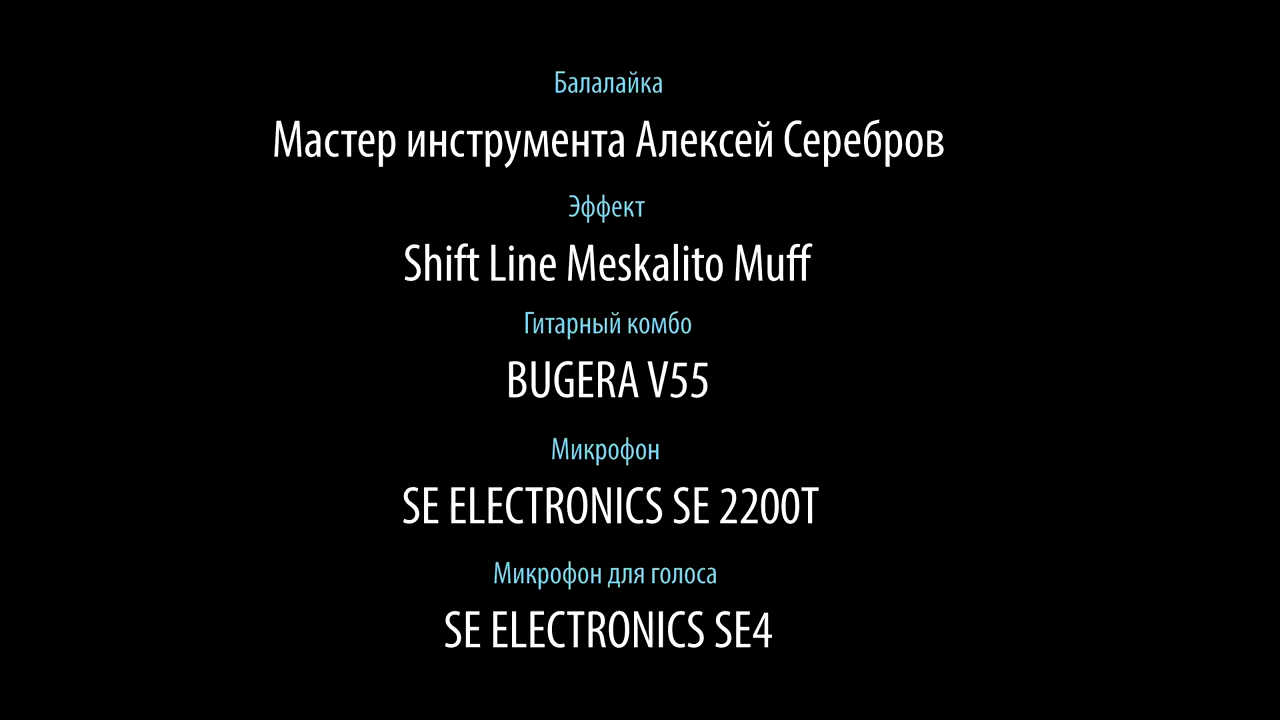 Балалайка
Мастер инструмента Алексей Серебров
Эффект
Shift Line Meskalito Muff
Гитарный комбо
BUGERA V55
Микрофон
SE ELECTRONICS SE 2200T
Микрофон для голоса
SE ELECTRONICS SE4